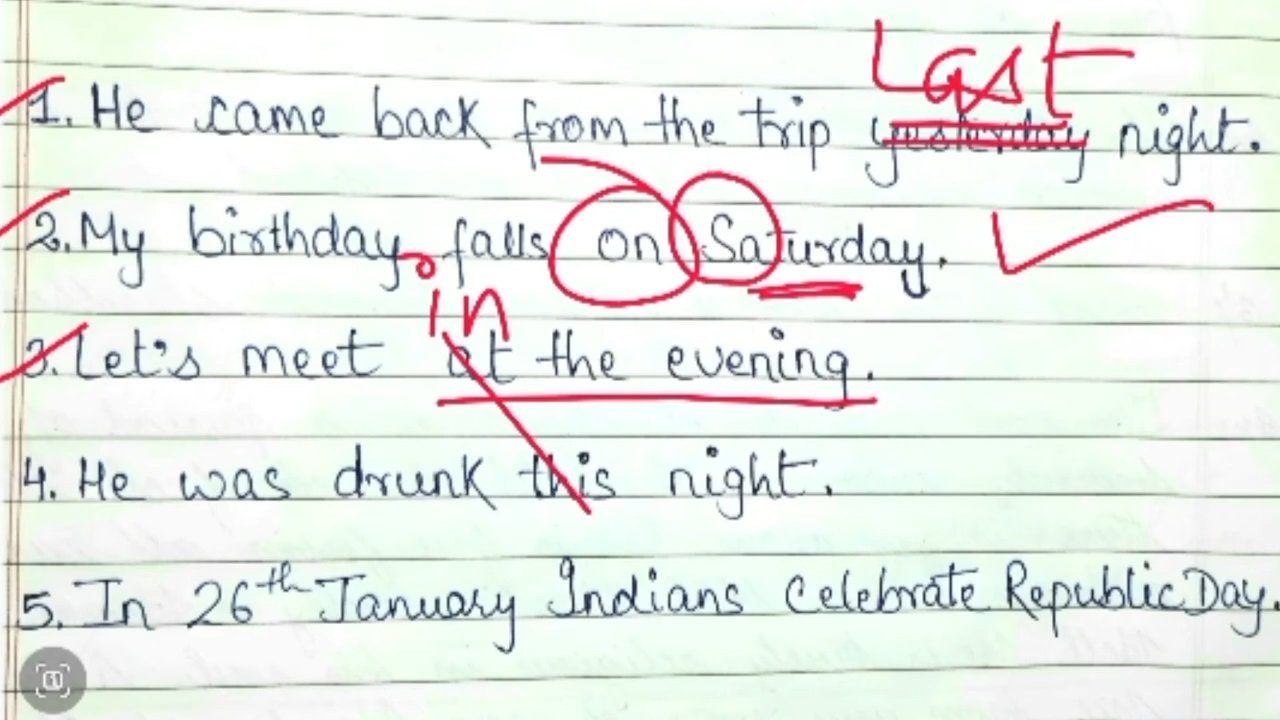 Last
1. He came back from the trip yesterday night.
2. My birthday falls on Saturday.
in
3. Let's meet at the evening.
4. He was drunk this night.
5. In 26th January Indians Celebrate Republic Day.